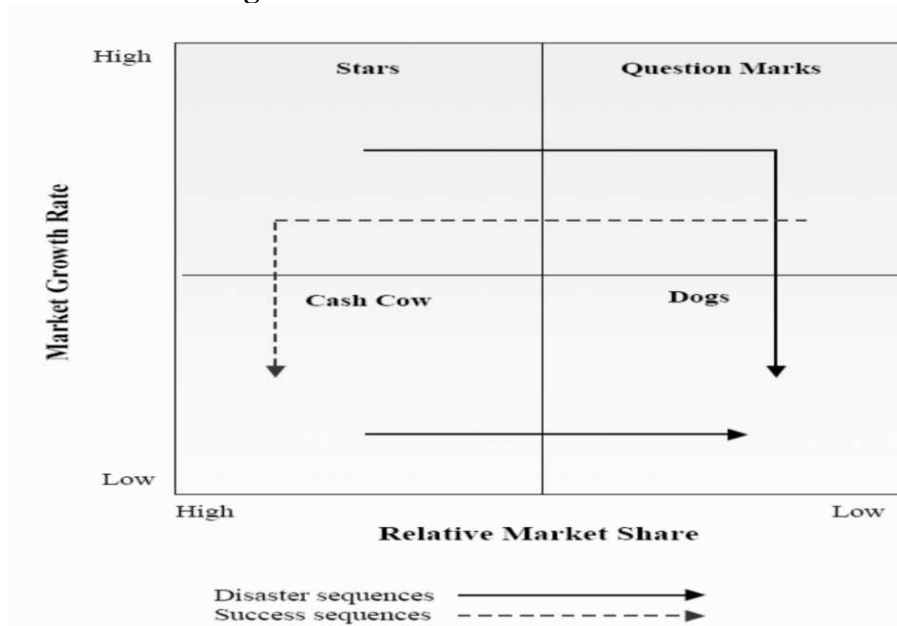 High
Stars
Question Marks
Market Growth Rate
Cash Cow
Dogs
Low
High
Low
Relative Market Share
Disaster sequences
Success sequences